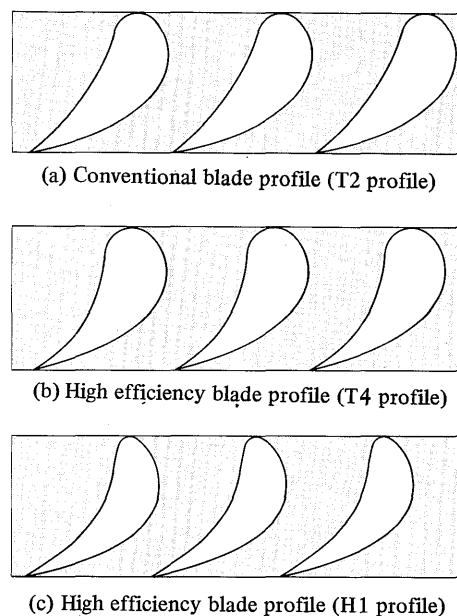 (a) Conventional blade profile (T2 profile)
(b) High efficiency blade profile (T4 profile)
(c) High efficiency blade profile (H1 profile)